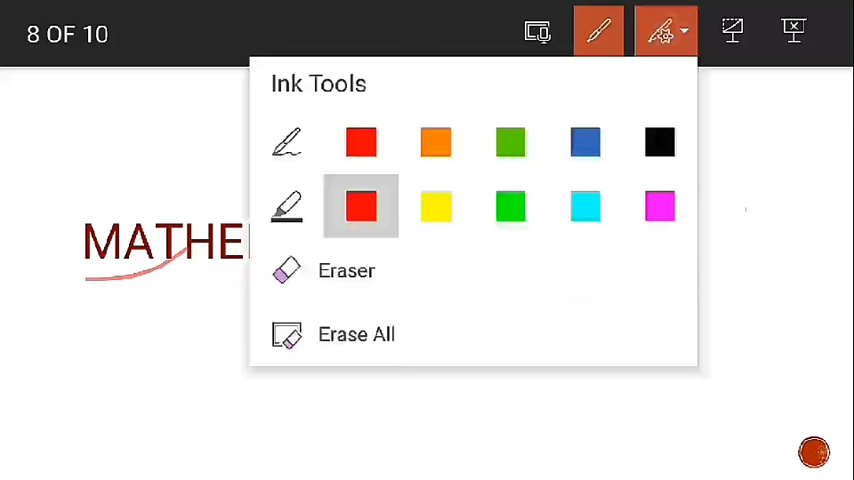 8 OF 10
Ink Tools
MATHE
Eraser
Erase All